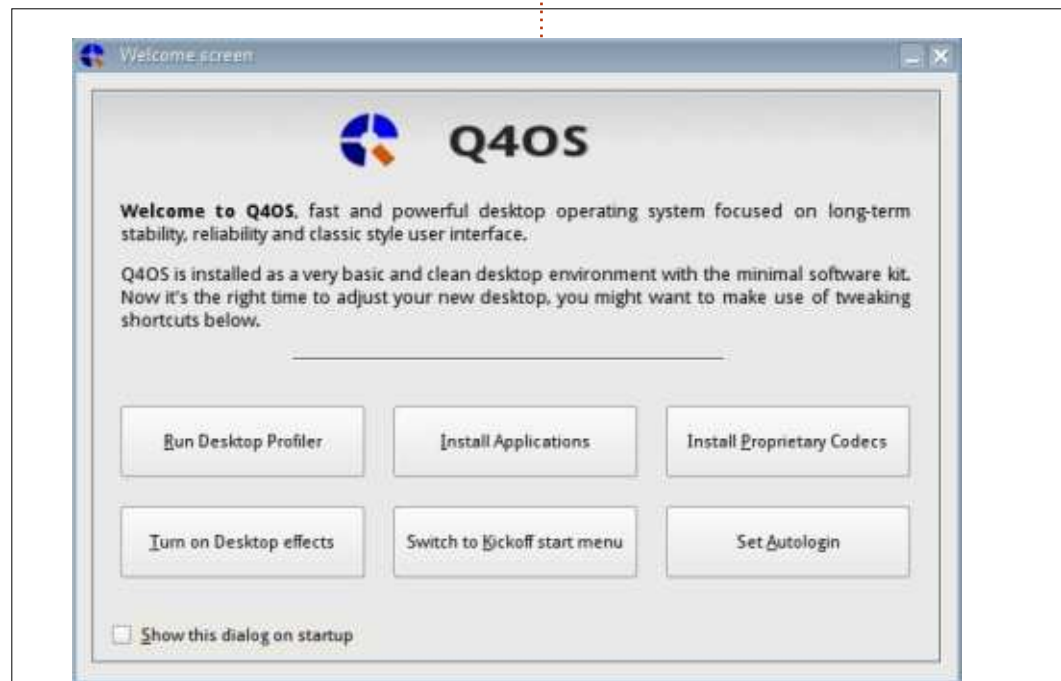 Welcome screen
Q4OS
Welcome to Q4OS, fast and powerful desktop operating system focused on long-term
stability, reliability and classic style user interface.
Q4OS is installed as a very basic and clean desktop environment with the minimal software kit.
Now it's the right time to adjust your new desktop, you might want to make use of tweaking
shortcuts below.
Run Desktop Profiler
Install Applications
Install Proprietary Codecs
Turn on Desktop effects
Switch to Kickoff start menu
Set Autologin
Show this dialog on startup